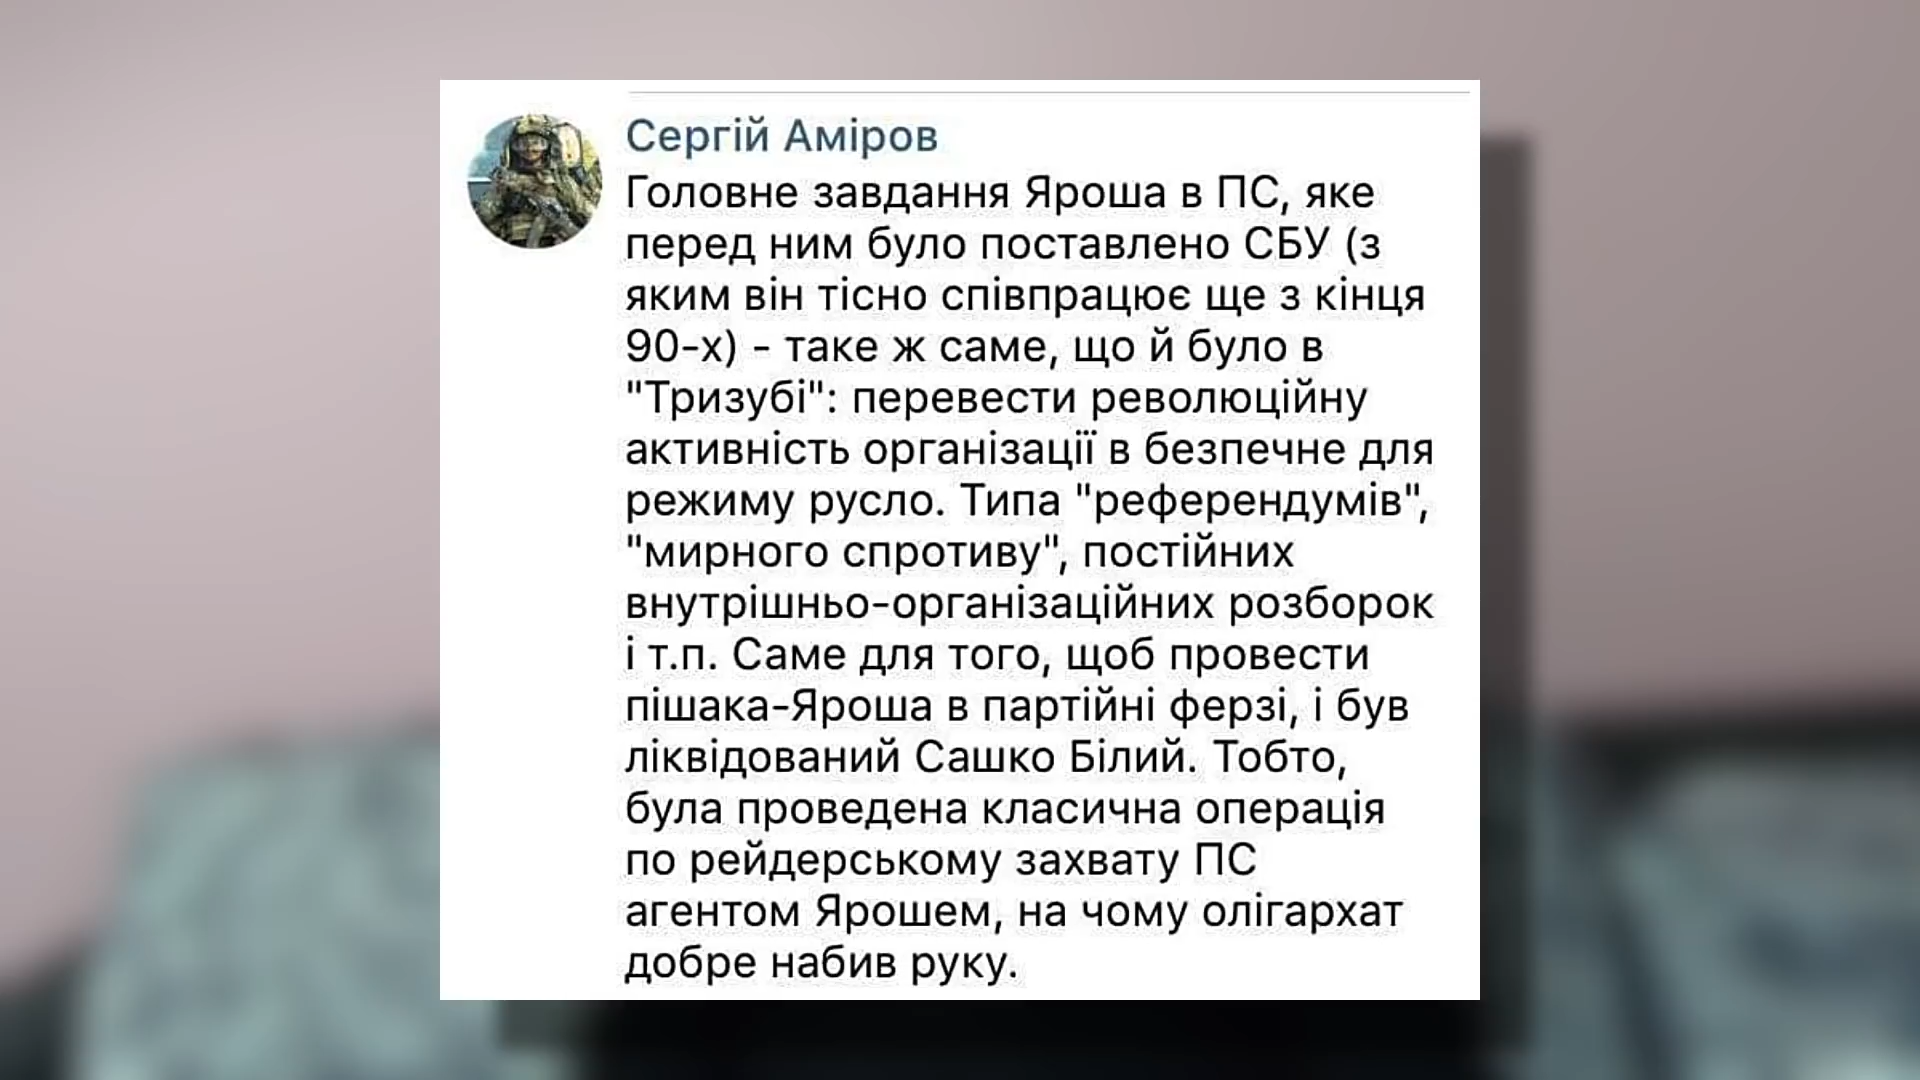 Сергій Аміров
Головне завдання Яроша в ПС, яке
перед ним було поставлено СБУ (з
яким він тісно співпрацює ще з кінця
90-х) - таке ж саме, що й було в
"Тризубі": перевести революційну
активність організації в безпечне для
режиму русло. Типа "референдумів",
"мирного спротиву", постійних
внутрішньо-організаційних розборок
і т.п. Саме для того, щоб провести
пішака-Яроша в партійні ферзі, і був
ліквідований Сашко Білий. Тобто,
була проведена класична операція
по рейдерському захвату ПС
агентом Ярошем, на чому олігархат
добре набив руку.